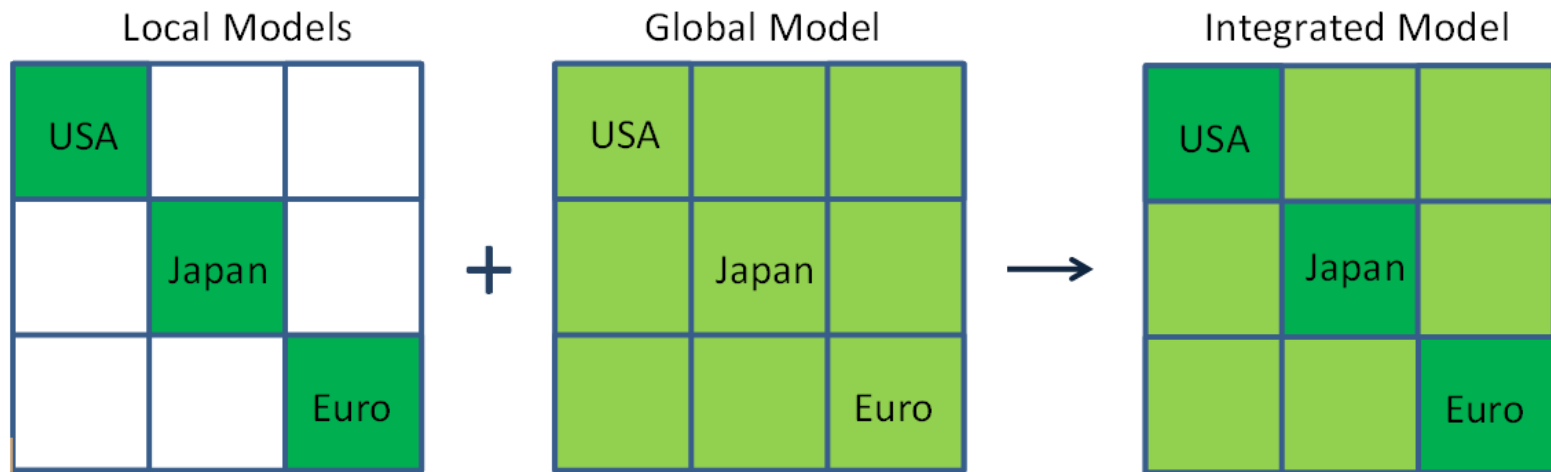 Local Models
Global Model
Integrated Model
USA
Japan
Euro
+
USA
Japan
Euro
USA
Japan
Euro